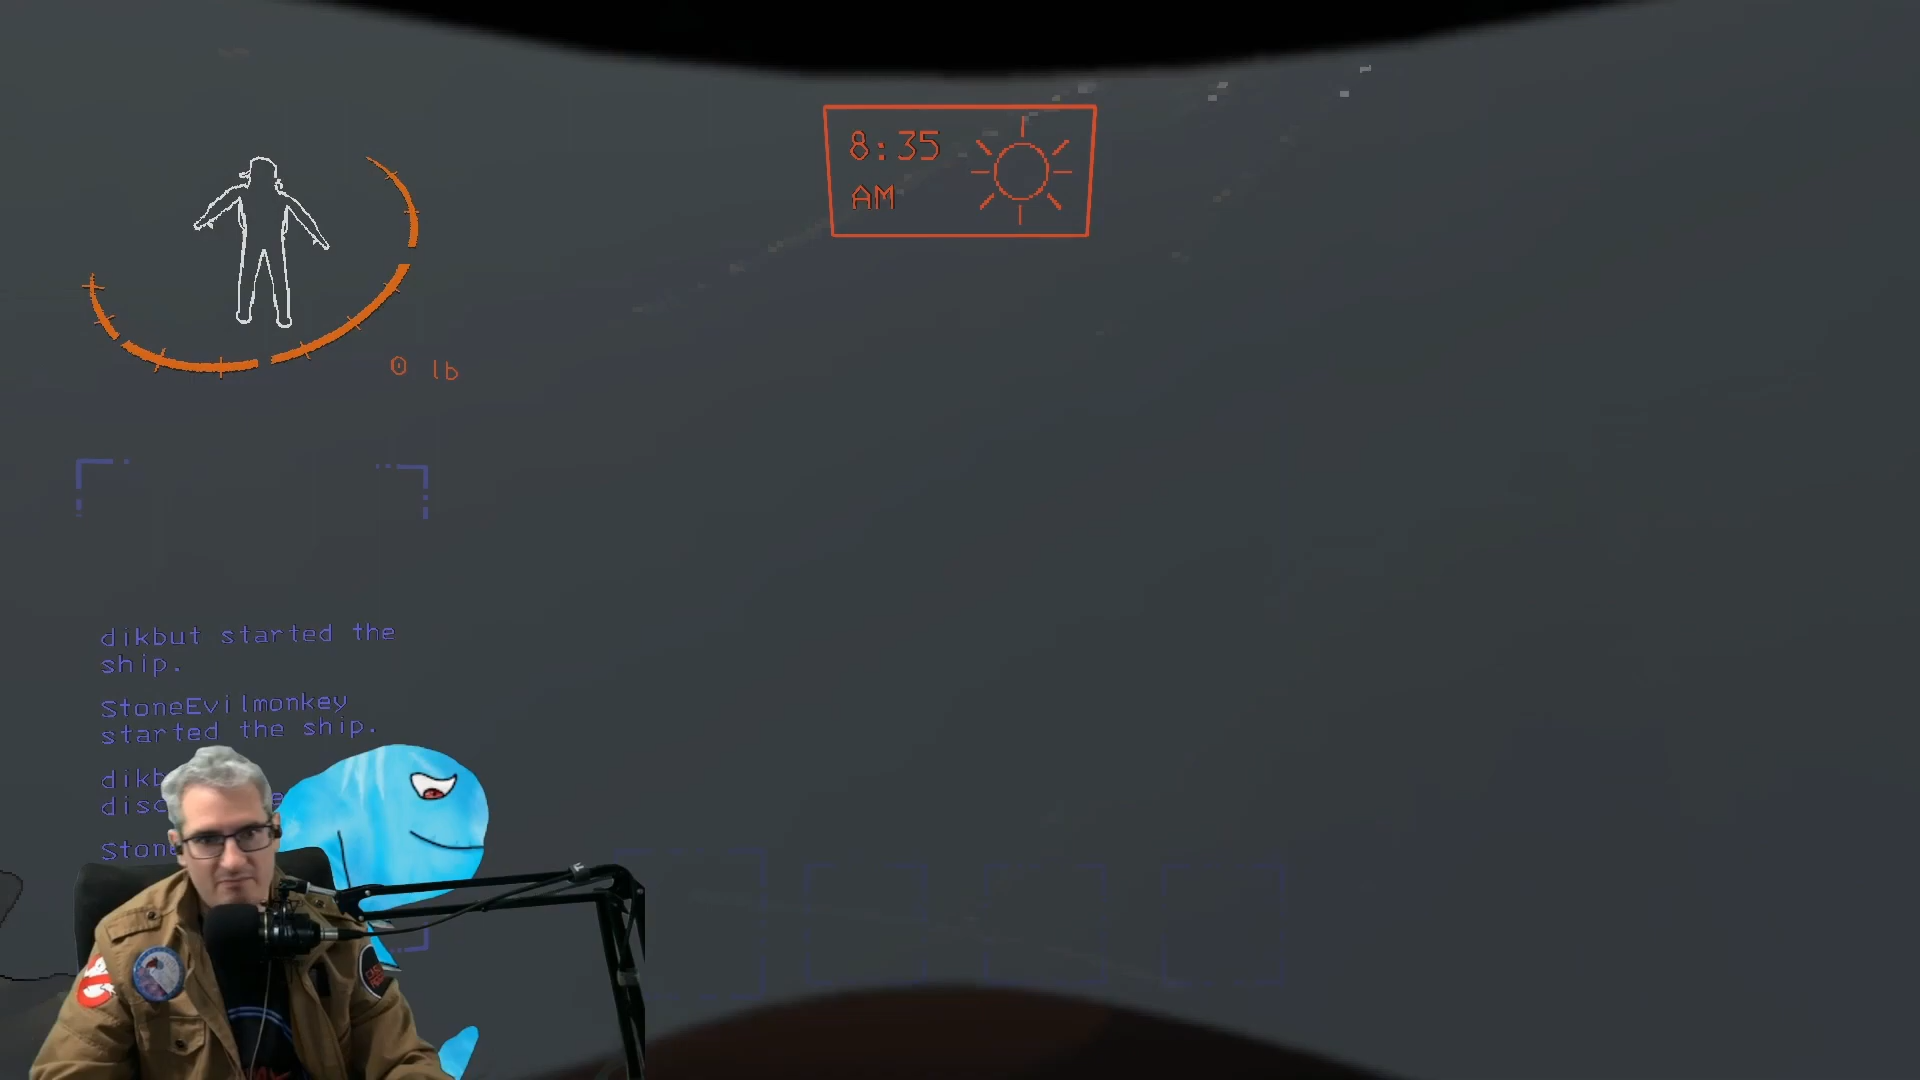 8:35
AM
0 lb
dikbut started the
ship.
StoneEvilmonkey
started the ship.